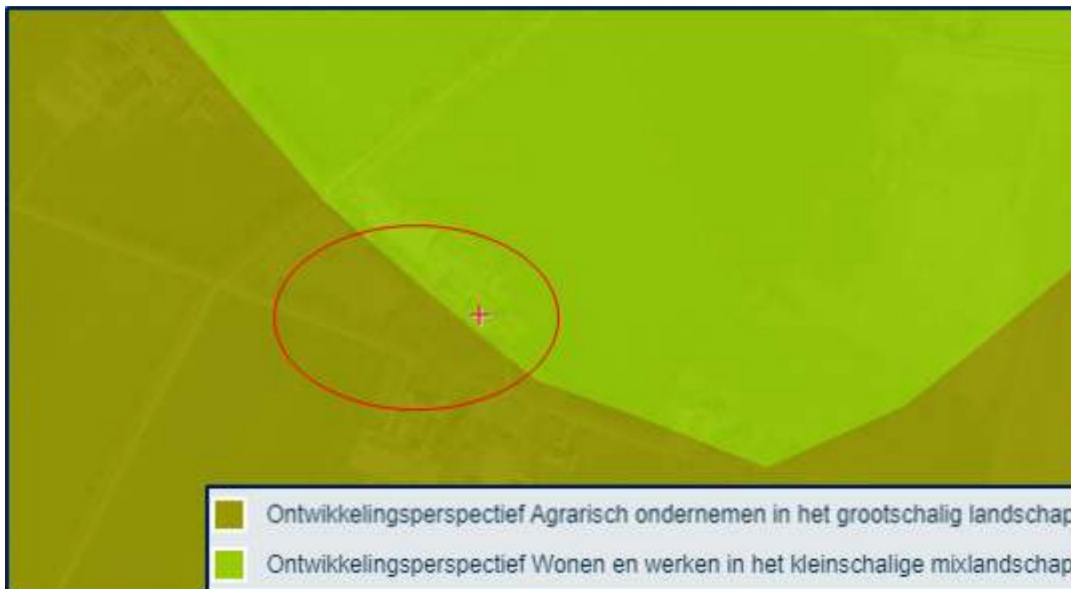 Ontwikkelingsperspectief Agrarisch ondernemen in het grootschalig landschap
Ontwikkelingsperspectief Wonen en werken in het kleinschalige mixlandschap